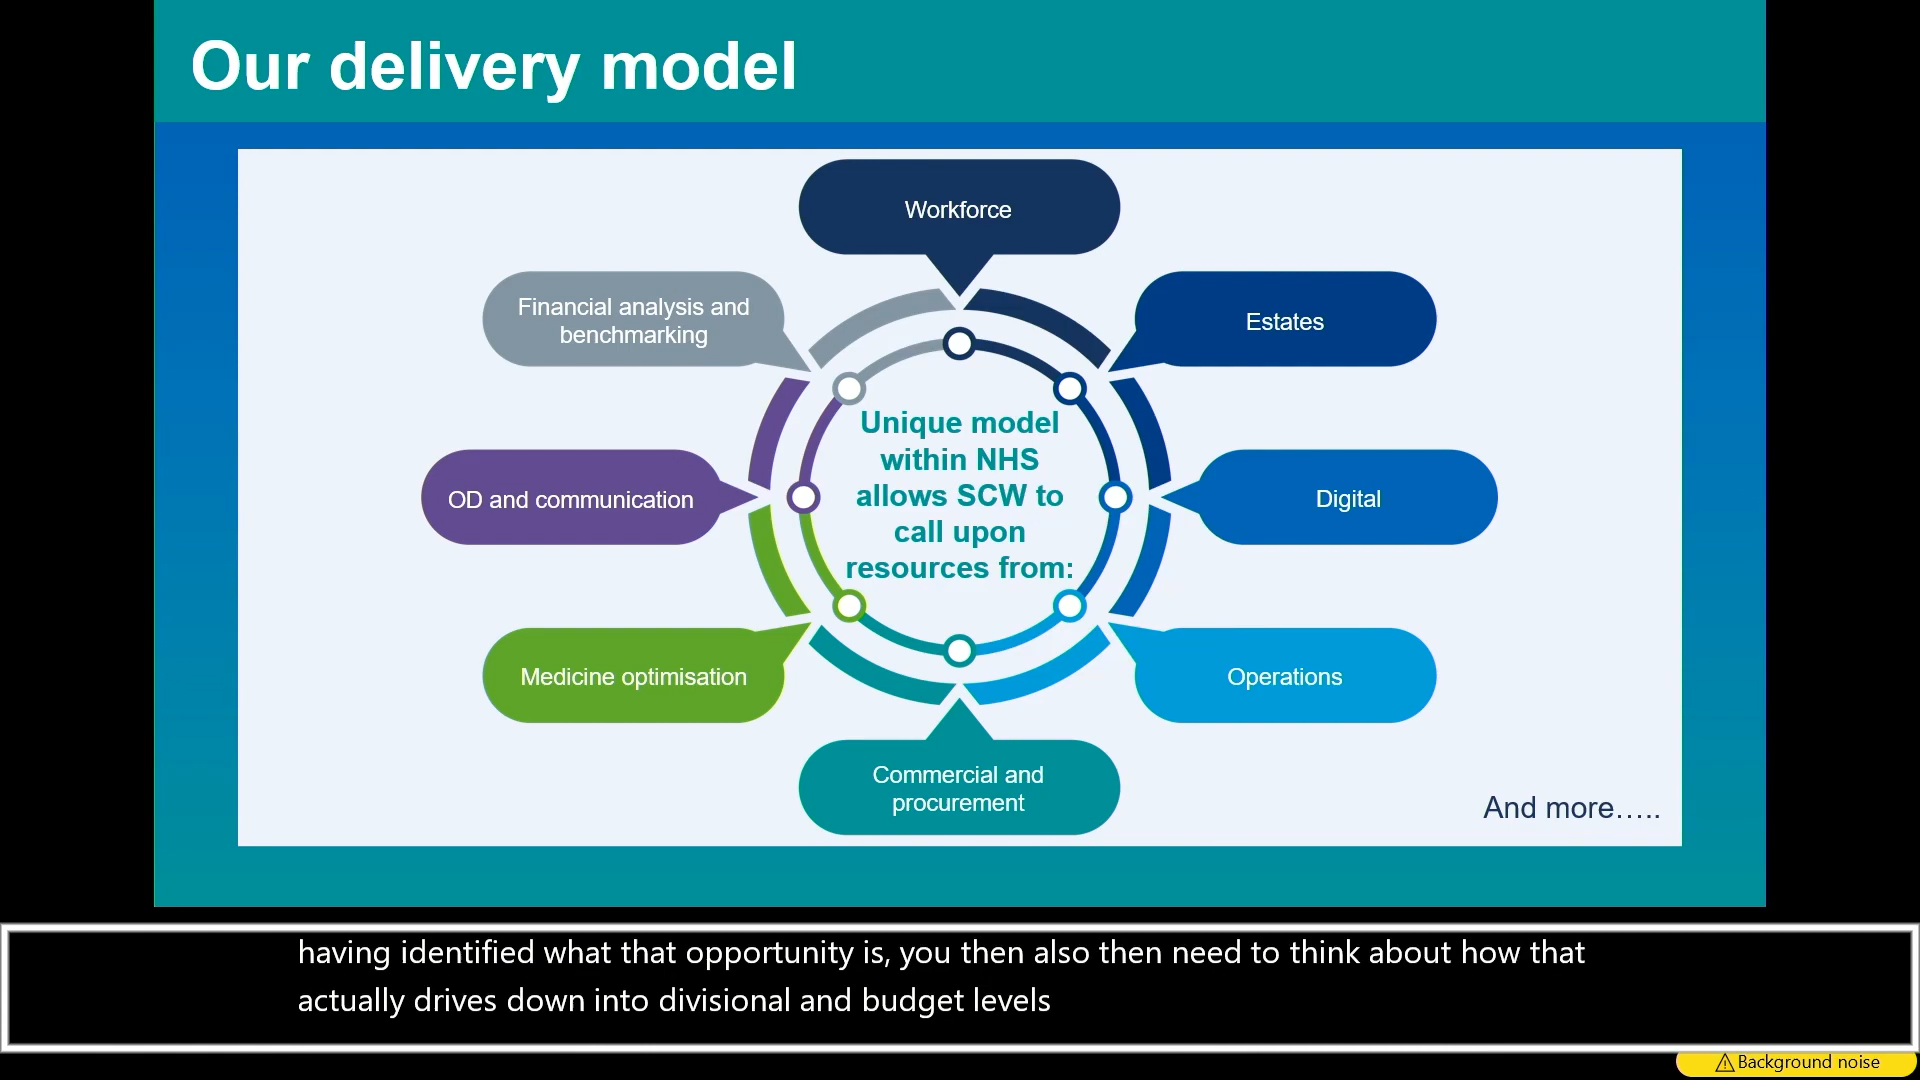 Our delivery model
Workforce
Financial analysis and
benchmarking
Estates
Unique model
within NHS
allows SCW to
call upon
resources from:
OD and communication
Digital
Medicine optimisation
Operations
Commercial and
procurement
And more…..
having identified what that opportunity is, you then also then need to think about how that
actually drives down into divisional and budget levels
Background noise